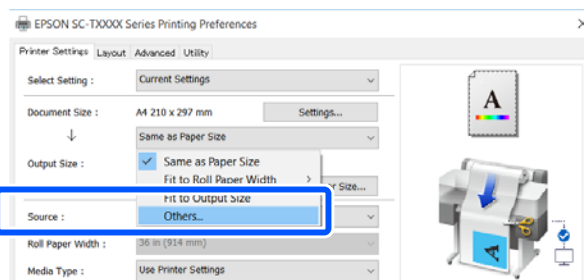 EPSON SC-TXXXX Series Printing Preferences
Printer Settings Layout Advanced Utility
Select Setting : Current Settings
Document Size : A4 210 x 297 mm Settings...
Same as Paper Size
Output Size : Same as Paper Size
Fit to Roll Paper Width
Size...
Fit to Output Size
Source : Others...
Roll Paper Width : 36 in (914 mm)
Media Type : Use Printer Settings
A
A